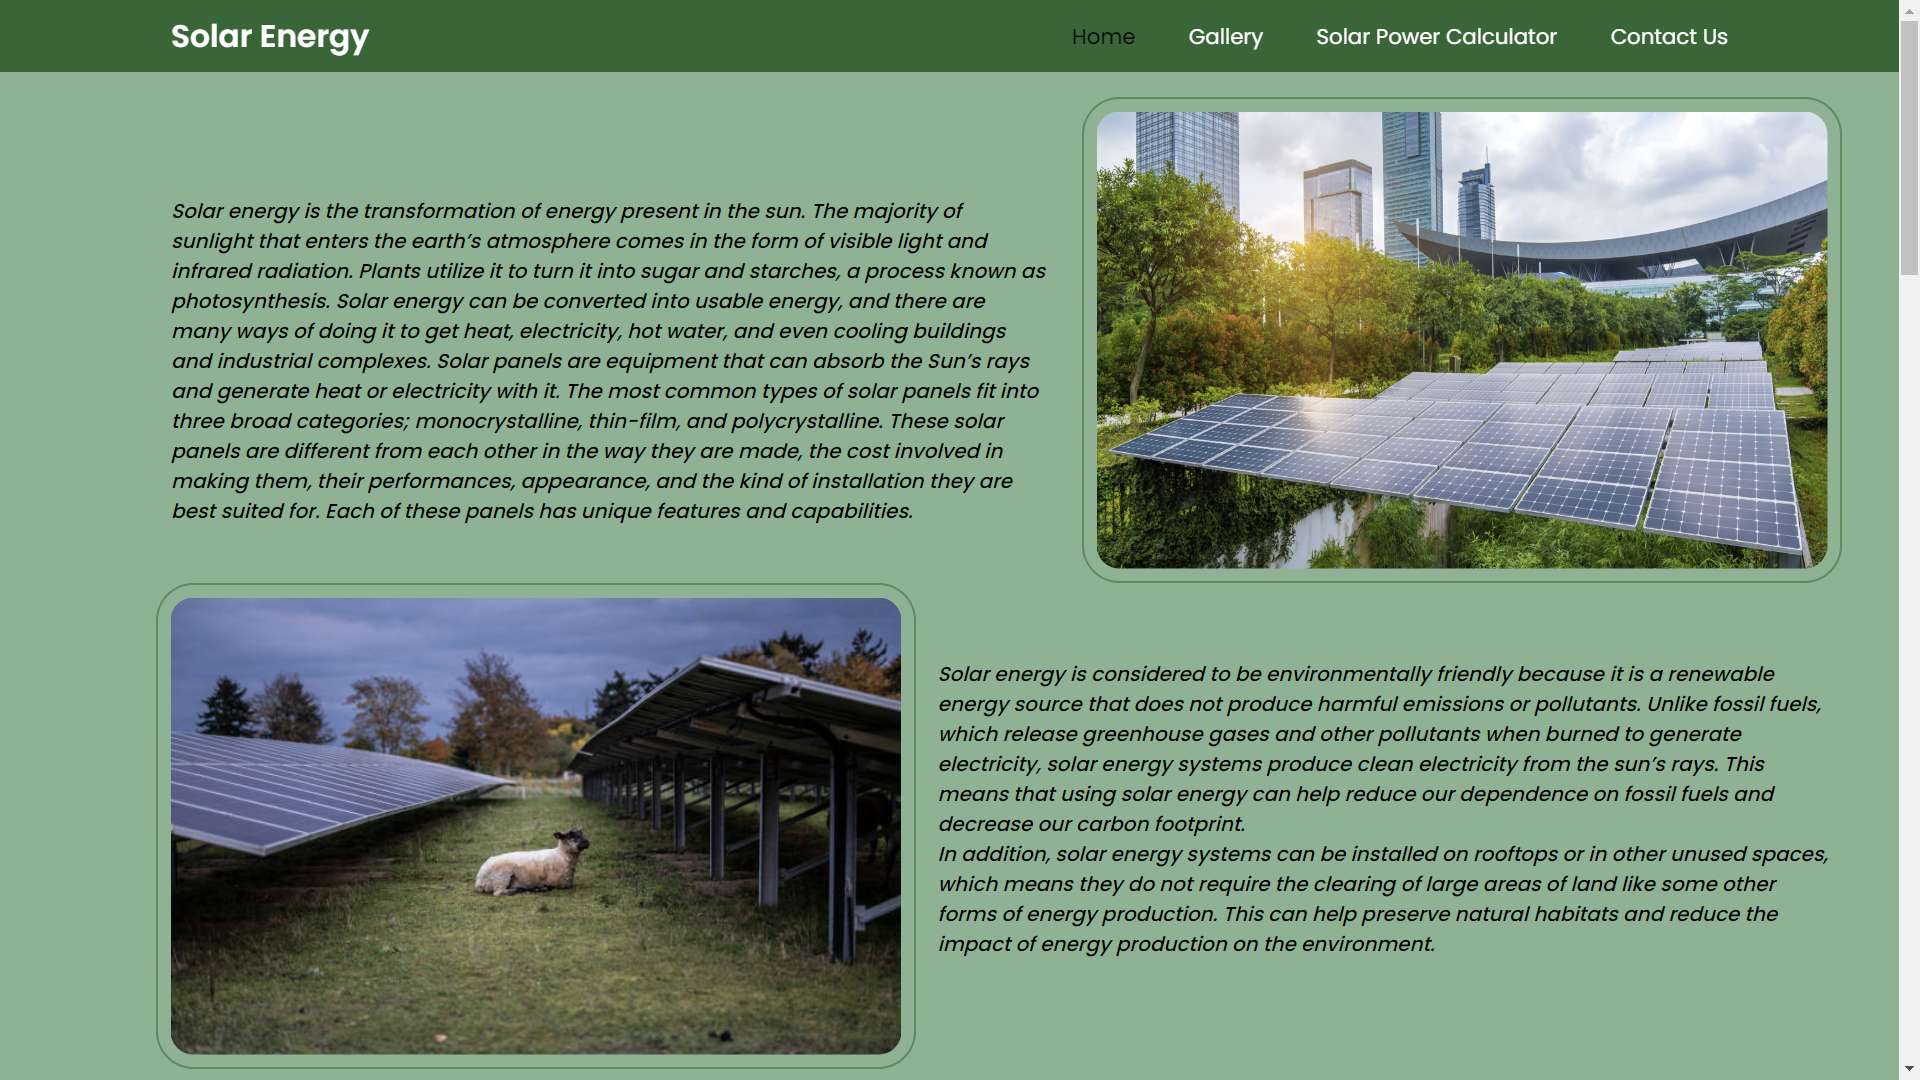 Solar Energy
Home
Gallery
Solar Power Calculator
Contact Us
Solar energy is the transformation of energy present in the sun. The majority of
sunlight that enters the earth’s atmosphere comes in the form of visible light and
infrared radiation. Plants utilize it to turn it into sugar and starches, a process known as
photosynthesis. Solar energy can be converted into usable energy, and there are
many ways of doing it to get heat, electricity, hot water, and even cooling buildings
and industrial complexes. Solar panels are equipment that can absorb the Sun’s rays
and generate heat or electricity with it. The most common types of solar panels fit into
three broad categories; monocrystalline, thin-film, and polycrystalline. These solar
panels are different from each other in the way they are made, the cost involved in
making them, their performances, appearance, and the kind of installation they are
best suited for. Each of these panels has unique features and capabilities.
Solar energy is considered to be environmentally friendly because it is a renewable
energy source that does not produce harmful emissions or pollutants. Unlike fossil fuels,
which release greenhouse gases and other pollutants when burned to generate
electricity, solar energy systems produce clean electricity from the sun’s rays. This
means that using solar energy can help reduce our dependence on fossil fuels and
decrease our carbon footprint.
In addition, solar energy systems can be installed on rooftops or in other unused spaces,
which means they do not require the clearing of large areas of land like some other
forms of energy production. This can help preserve natural habitats and reduce the
impact of energy production on the environment.